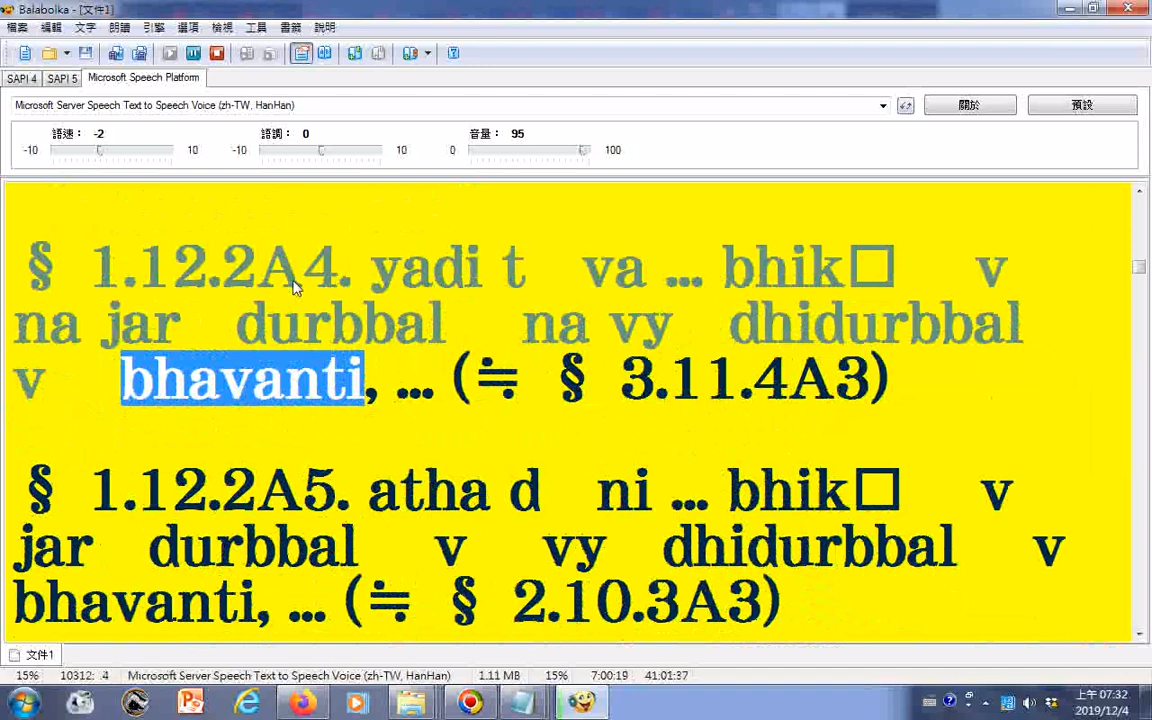 Balabolka - [文件1]
檔案 編輯 文字 朗讀 引擎 選項 檢視 工具 書籤 說明
SAPI 4 SAPI 5 Microsoft Speech Platform
Microsoft Server Speech Text to Speech Voice (zh-TW, HanHan) 關於 預設
語速： -2 語調： 0 音量： 95
-10 10 -10 10 0 100
§ 1.12.2A4. yadi t va ... bhik□ v
na jar durbbal na vy dhidurbbal
v bhavanti, ... (≒ § 3.11.4A3)
§ 1.12.2A5. atha d ni ... bhik□ v
jar durbbal v vy dhidurbbal v
bhavanti, ... (≒ § 2.10.3A3)
文件1
15% 10312: 4 Microsoft Server Speech Text to Speech Voice (zh-TW, HanHan) 1.11 MB 15% 7:00:19 41:01:37
上午 07:32
2019/12/4